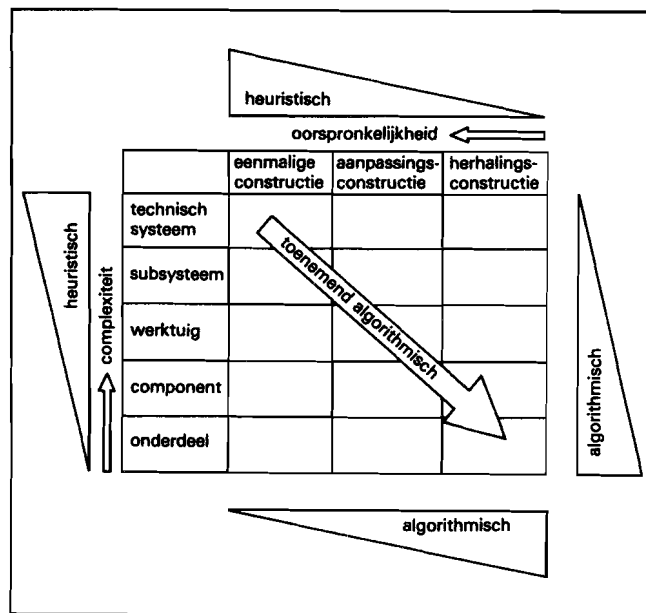 heuristisch
oorspronkelijkheid
eenmalige constructie
aanpassings-constructie
herhalings-constructie
technisch systeem
subsysteem
werktuig
component
onderdeel
toenemend algorithmisch
heuristisch
complexiteit
algorithmisch
algorithmisch